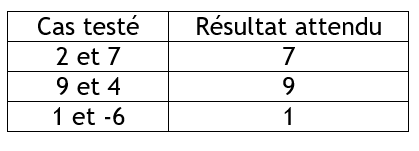 Cas testé Résultat attendu
2 et 7 7
9 et 4 9
1 et -6 1